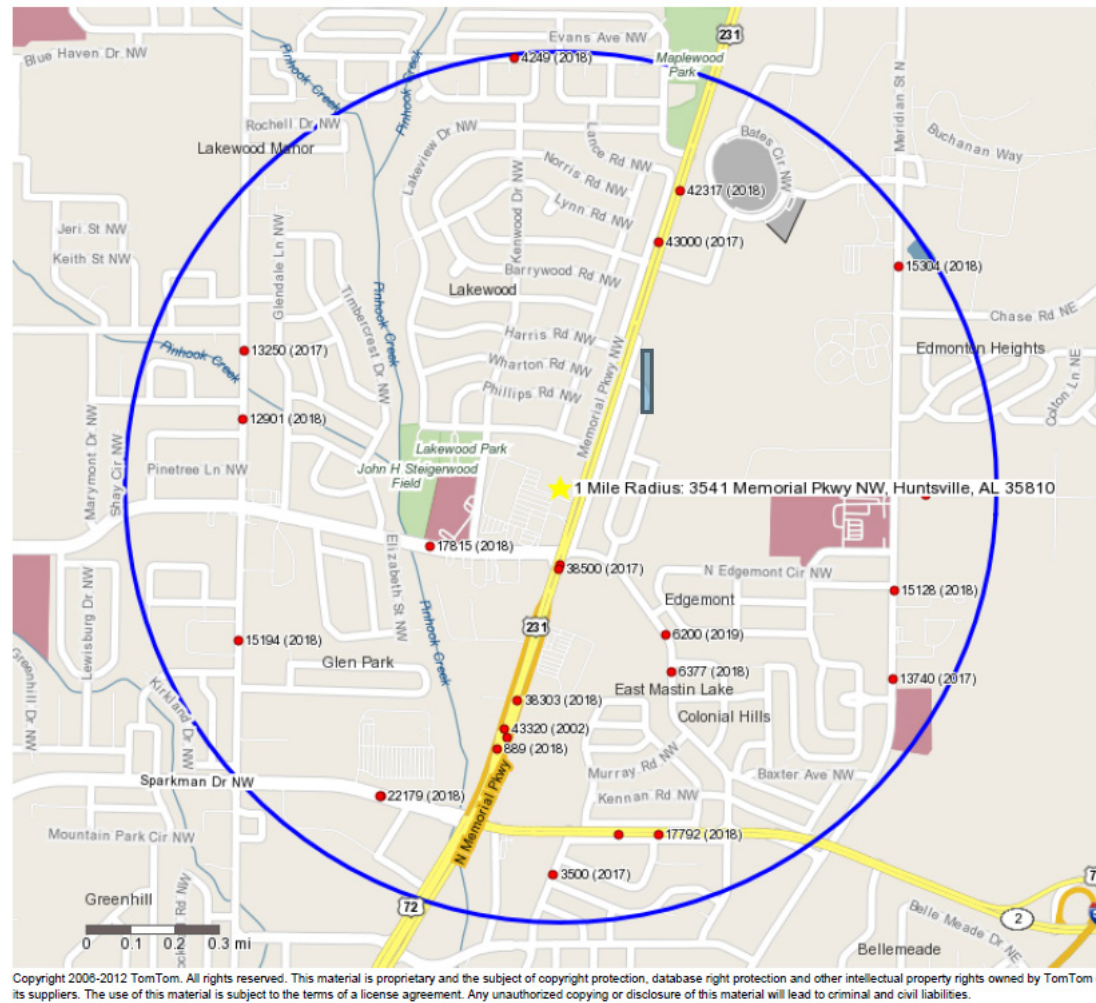 Evans Ave NW
231
Blue Haven Dr NW
Pinhook Creek
Pinhook Creek
4249 (2018)
Maplewood
Park
Meridian St N
Rochell Dr NW
Lakewood Manor
Lakeview Dr NW
Lance Rd NW
Bates Cir NW
Buchanan Way
Norris Rd NW
Kenwood Dr NW
Lynn Rd NW
42317 (2018)
Jeri St NW
Keith St NW
Glendale Ln NW
43000 (2017)
15304 (2018)
Barrywood Rd NW
Lakewood
Timbercrest Dr NW
Pinhook Creek
Chase Rd NE
Harris Rd NW
Edmonton Heights
Pinhook Creek
13250 (2017)
Wharton Rd NW
Memorial Pkwy NW
Phillips Rd NW
Colton Ln NE
12901 (2018)
Marymont Dr NW
Shay Cir NW
Pinetree Ln NW
Lakewood Park
John H Steigerwood
Field
1 Mile Radius: 3541 Memorial Pkwy NW, Huntsville, AL 35810
17815 (2018)
Elizabeth St NW
38500 (2017)
N Edgemont Cir NW
15128 (2018)
Lewisburg Dr NW
Edgemont
231
6200 (2019)
15194 (2018)
Pinhook Creek
Glen Park
6377 (2018)
13740 (2017)
Greenhill Dr NW
Kirkland Dr NW
East Mastin Lake
38303 (2018)
Colonial Hills
43320 (2002)
889 (2018)
Murray Rd NW
Baxter Ave NW
Sparkman Dr NW
22179 (2018)
Kennan Rd NW
N Memorial Pkwy
Mountain Park Cir NW
17792 (2018)
3500 (2017)
Greenhill
Rd NW
72
2
Belle Meade Dr NE
0 0.1 0.2 0.3 mi
Bellemeade
Copyright 2006-2012 TomTom. All rights reserved. This material is proprietary and the subject of copyright protection, database right protection and other intellectual property rights owned by TomTom
its suppliers. The use of this material is subject to the terms of a license agreement. Any unauthorized copying or disclosure of this material will lead to criminal and civil liabilities.